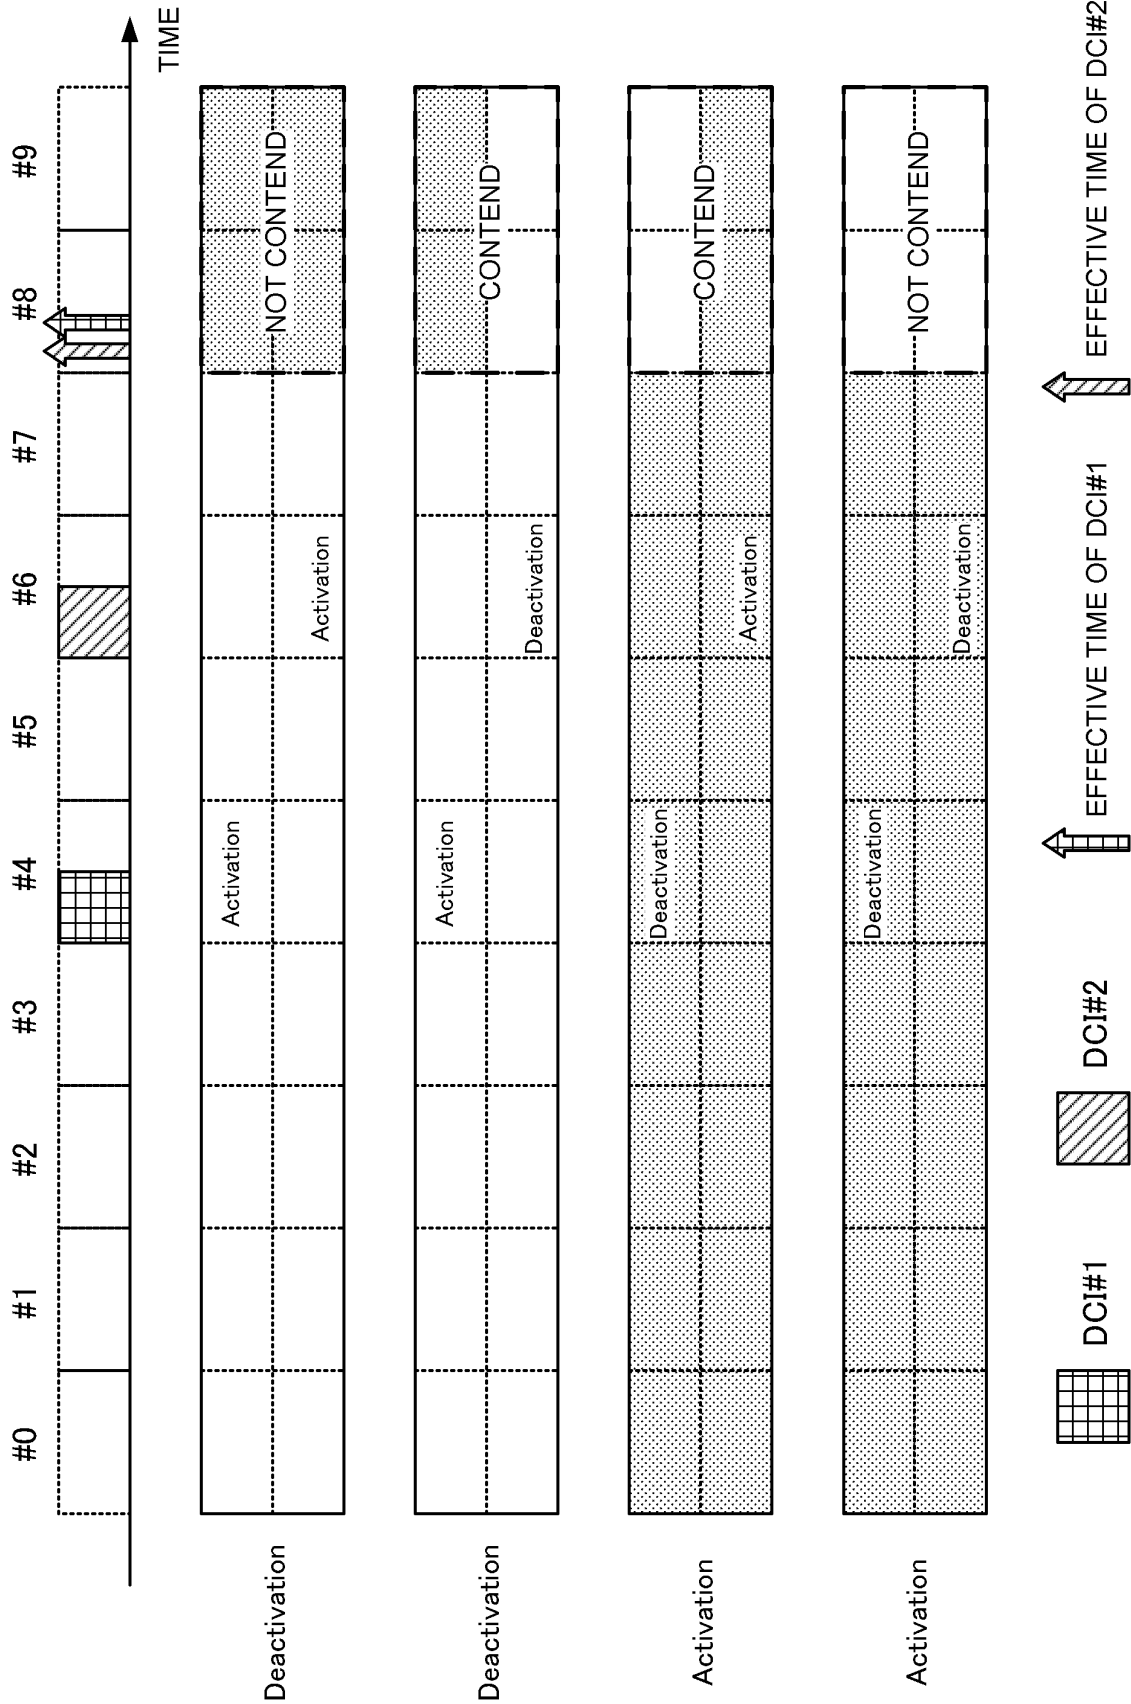 #0 #1 #2 #3 #4 #5 #6 #7 #8 #9
TIME
Deactivation
Activation
Activation
NOT CONTEND
Deactivation
Activation
Deactivation
CONTEND
Activation
Deactivation
Activation
CONTEND
Activation
Deactivation
Deactivation
NOT CONTEND
DCI#1
DCI#2
EFFECTIVE TIME OF DCI#1
EFFECTIVE TIME OF DCI#2